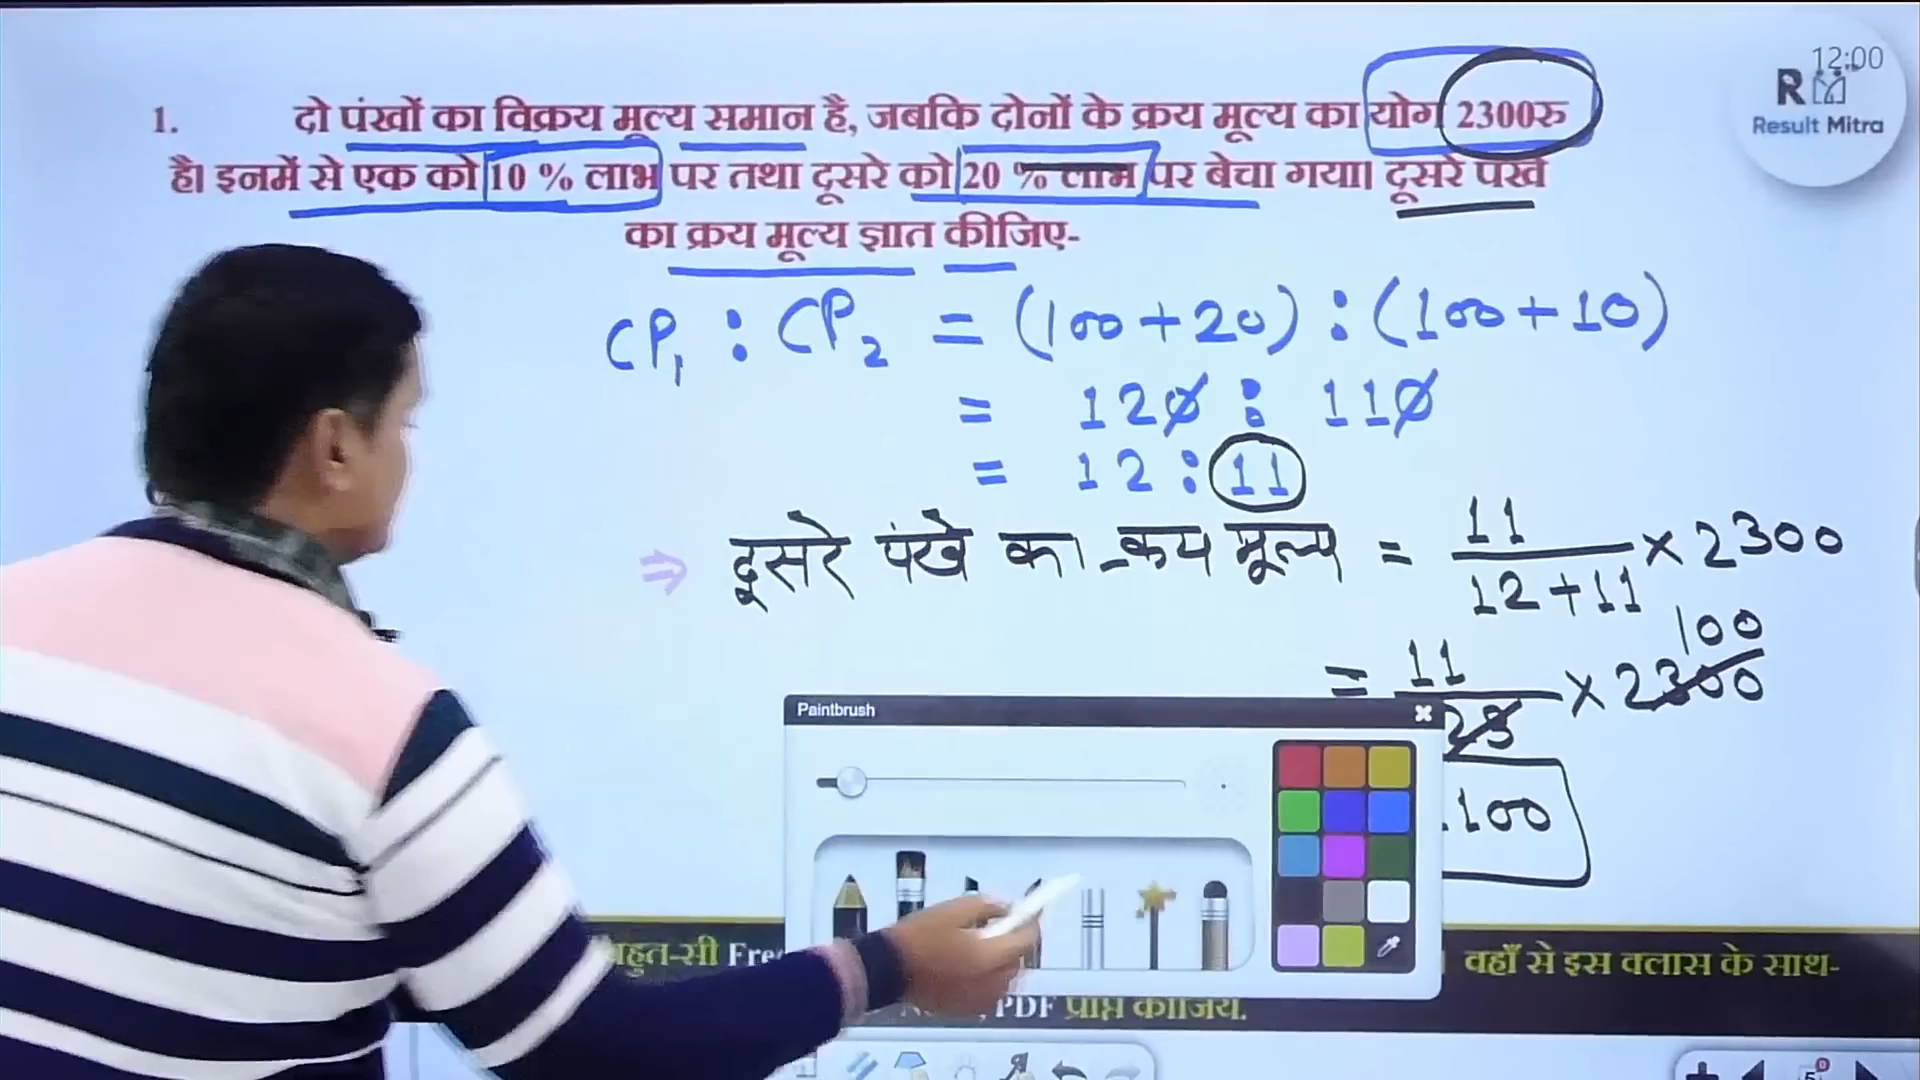 12:00
Result Mitra
1. दो पंखों का विक्रय मूल्य समान है, जबकि दोनों के क्रय मूल्य का योग 2300रु
है। इनमें से एक को 10 % लाभ पर तथा दूसरे को 20 % लाभ पर बेचा गया। दूसरे पंखे
का क्रय मूल्य ज्ञात कीजिए-
CP₁ : CP₂ = (100+20) : (100+10)
= 120 : 110
= 12 : 11
⇒ दूसरे पंखे का क्रय मूल्य = 11/12+11 × 2300
100
= 11/23 × 2300
Paintbrush
.100
बहुत-सी वहाँ से इस क्लास के साथ-
PDF प्राप्त कीजिये.